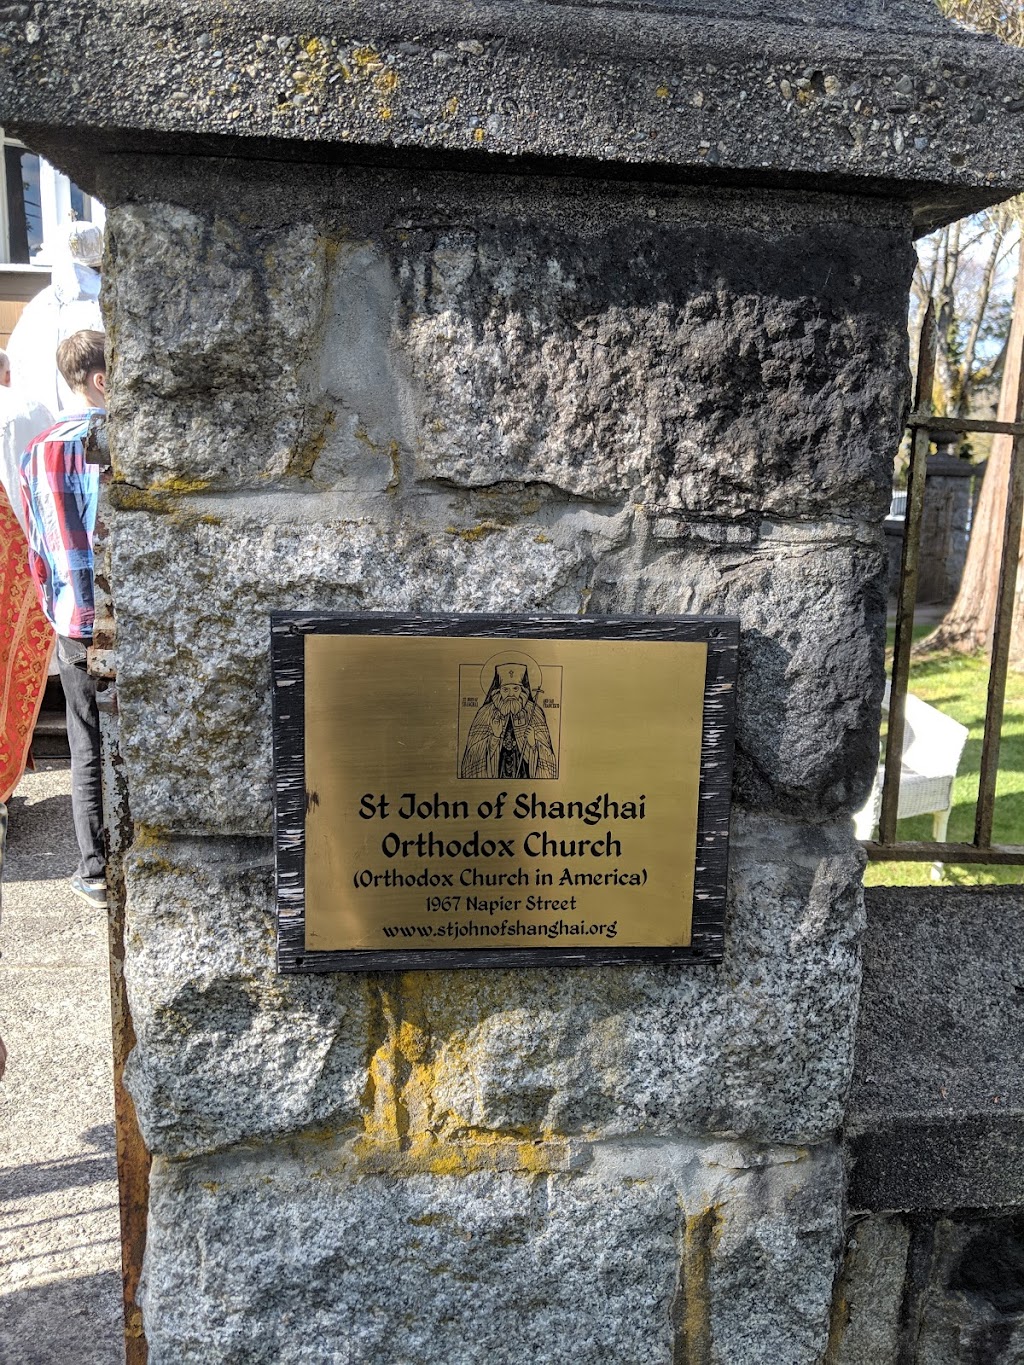 St John of Shanghai
Orthodox Church
(Orthodox Church in America)
1967 Napier Street
www.stjohnofshanghai.org